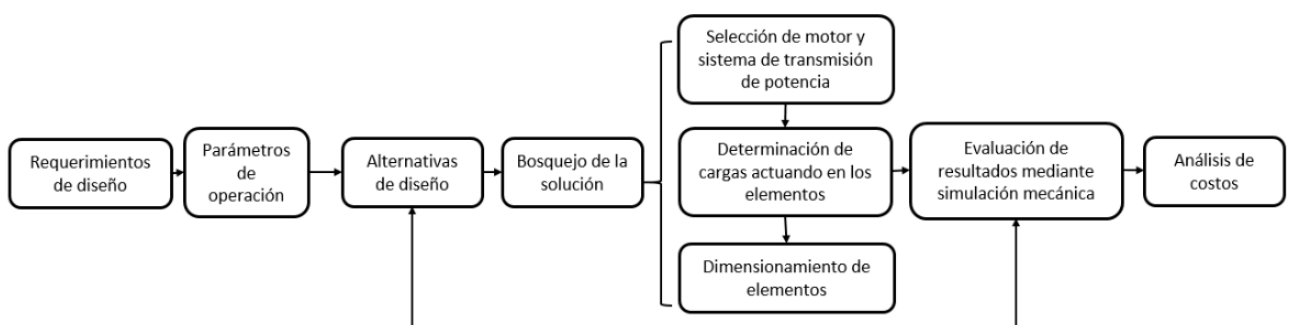 Requerimientos
de diseño
Parámetros
de
operación
Alternativas
de diseño
Bosquejo de la
solución
Selección de motor y
sistema de transmisión
de potencia
Determinación de
cargas actuando en los
elementos
Dimensionamiento de
elementos
Evaluación de
resultados mediante
simulación mecánica
Análisis de
costos